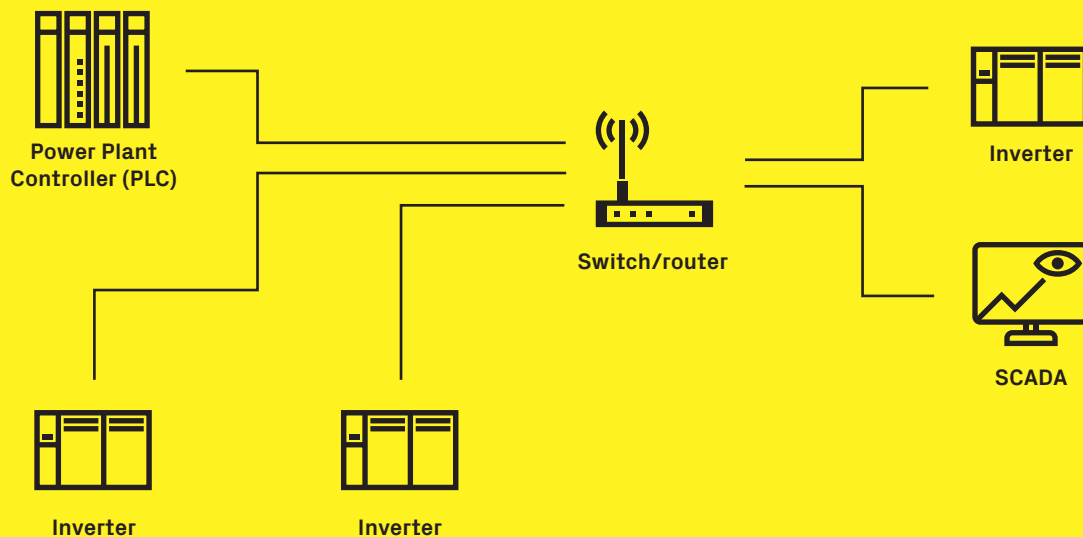 Power Plant
Controller (PLC)
Inverter
Switch/router
SCADA
Inverter
Inverter